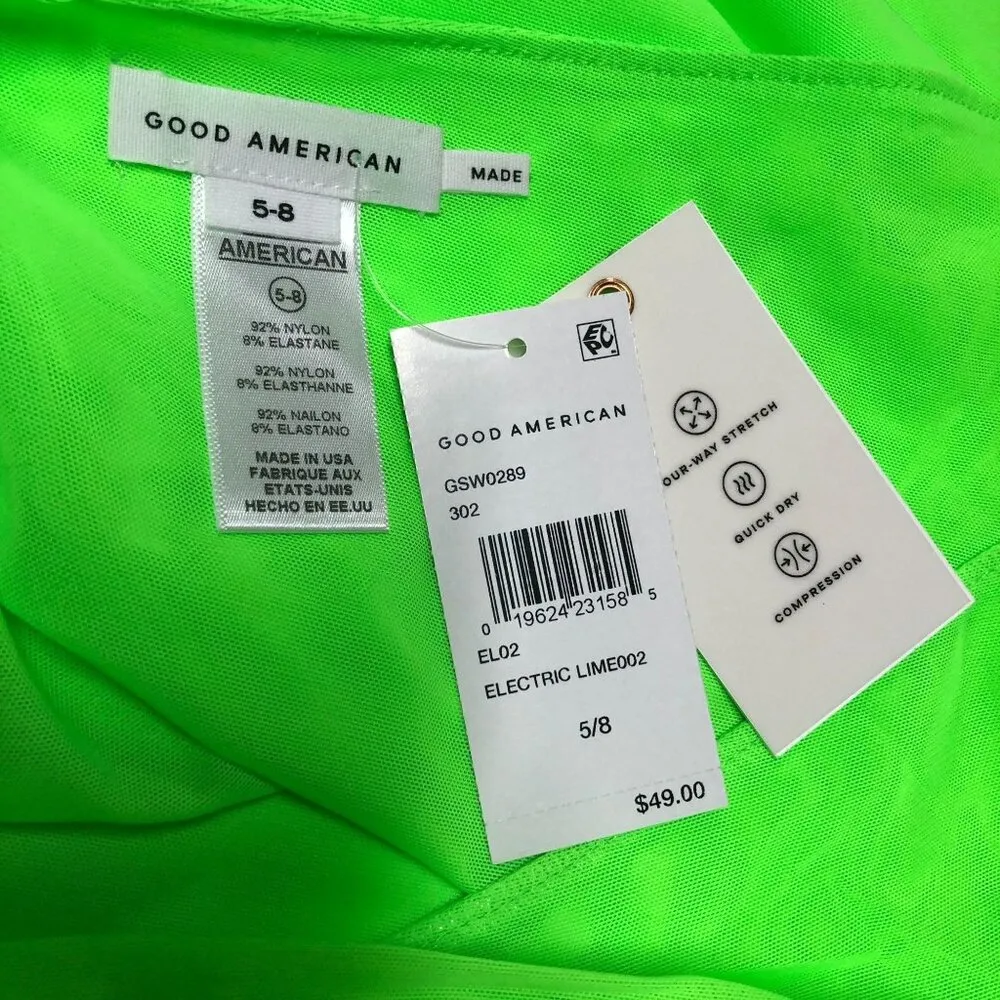 GOOD AMERICAN
MADE
5-8
AMERICAN
5-8
92% NYLON
8% ELASTANE
92% NYLON
8% ELASTHANNE
92% NAILON
8% ELASTANO
MADE IN USA
FABRIQUE AUX
ETATS-UNIS
HECHO EN EE.UU
EPC
GOOD AMERICAN
GSW0289
302
0 19624 23158 5
EL02
ELECTRIC LIME002
5/8
$49.00
OUR-WAY STRETCH
QUICK DRY
COMPRESSION